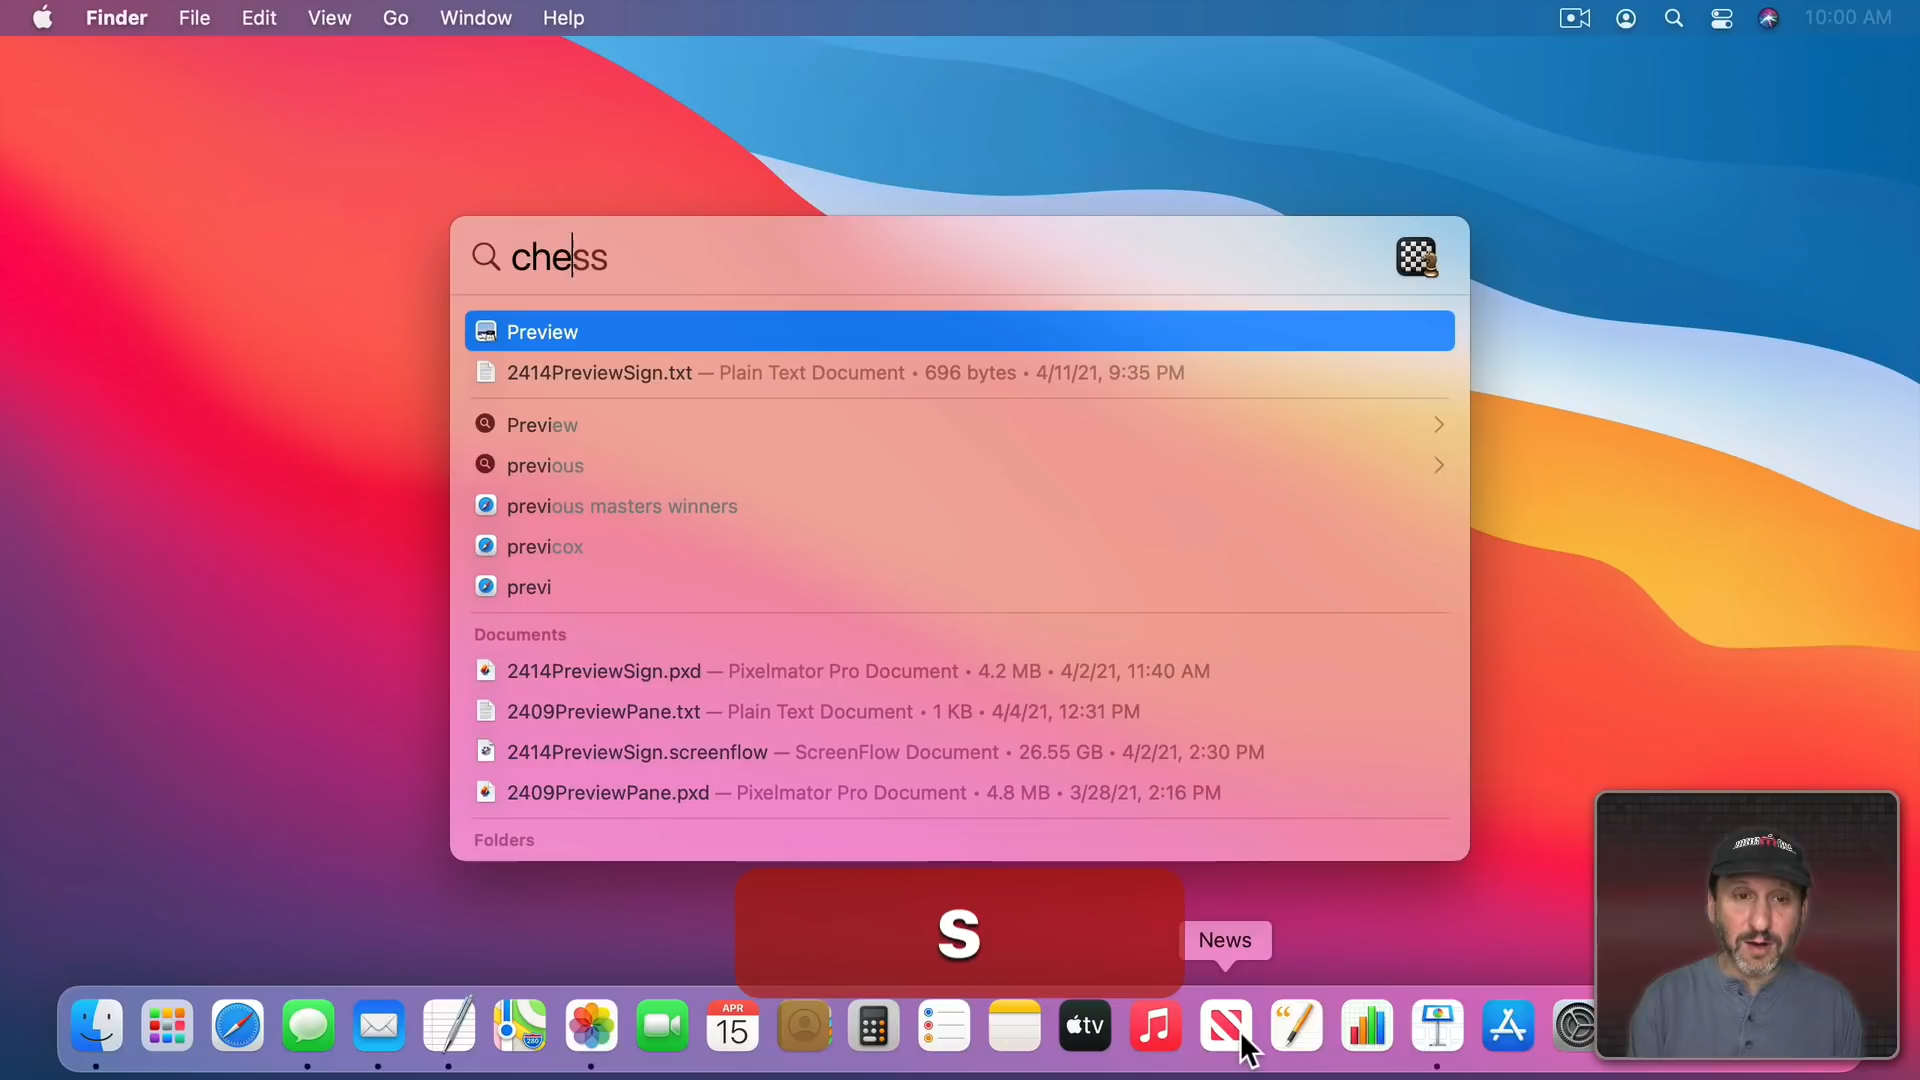 Finder File Edit View Go Window Help 10:00 AM
chess
Preview
2414PreviewSign.txt — Plain Text Document • 696 bytes • 4/11/21, 9:35 PM
Preview
previous
previous masters winners
previcox
previ
Documents
2414PreviewSign.pxd — Pixelmator Pro Document • 4.2 MB • 4/2/21, 11:40 AM
2409PreviewPane.txt — Plain Text Document • 1 KB • 4/4/21, 12:31 PM
2414PreviewSign.screenflow — ScreenFlow Document • 26.55 GB • 4/2/21, 2:30 PM
2409PreviewPane.pxd — Pixelmator Pro Document • 4.8 MB • 3/28/21, 2:16 PM
Folders
S
News
APR
15
280
tv